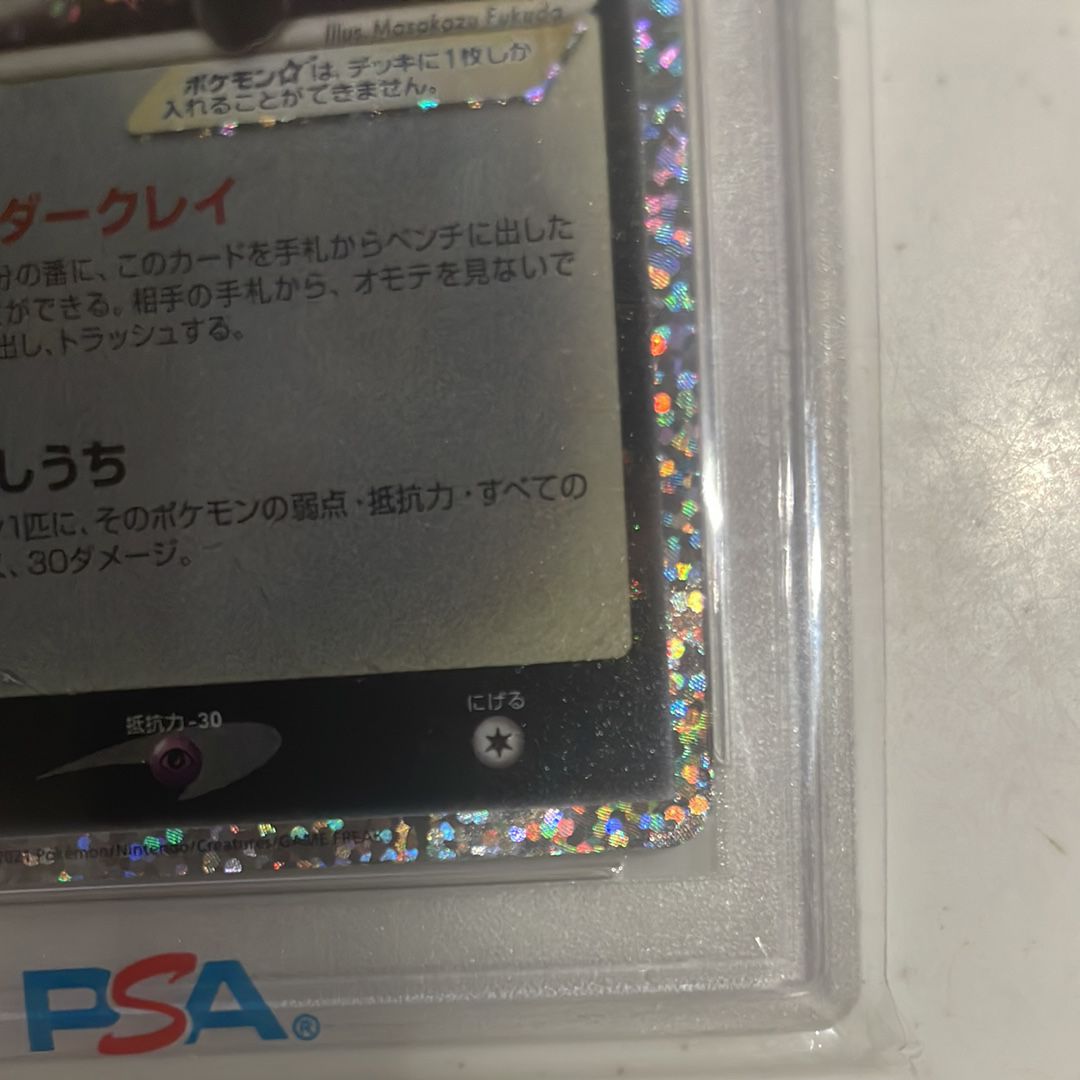 Illus. Masakazu Fukuda
ポケモン☆は、デッキに1枚しか
入れることができません。
ダークレイ
分の番に、このカードを手札からベンチに出した
ができる。相手の手札から、オモテを見ないで
出し、トラッシュする。
しうち
1匹に、そのポケモンの弱点・抵抗力・すべての
、30ダメージ。
抵抗力 -30
にげる
2021 Pokémon/Nintendo/Creatures/GAME FREAK
PSA®